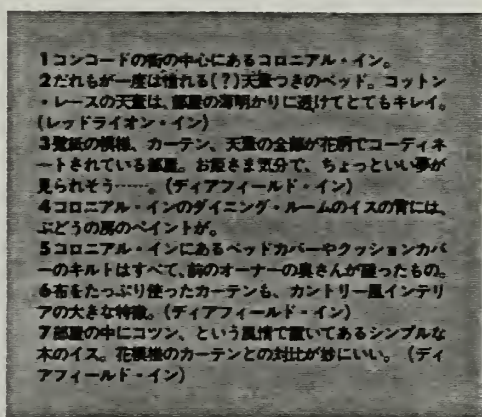 1コンコードの街の中心にあるコロニアル・イン。
2だれもが一度は憧れる(?)天蓋つきのベッド。コットン
・レースの天蓋は、部屋の薄明かりに透けてとてもキレイ。
(レッドライオン・イン)
3壁紙の模様、カーテン、天蓋の全部が花柄でコーディネ
ートされている部屋。お姫さま気分で、ちょっといい夢が
見られそう……。(ディアフィールド・イン)
4コロニアル・インのダイニング・ルームのイスの背には、
ぶどうの房のペイントが。
5コロニアル・インにあるベッドカバーやクッションカバ
ーのキルトはすべて、前のオーナーの奥さんが縫ったもの。
6布をたっぷり使ったカーテンも、カントリー風インテリ
アの大きな特徴。(ディアフィールド・イン)
7部屋の中にコツン、という風情で置いてあるシンプルな
木のイス。花模様のカーテンとの対比が妙にいい。(ディ
アフィールド・イン)